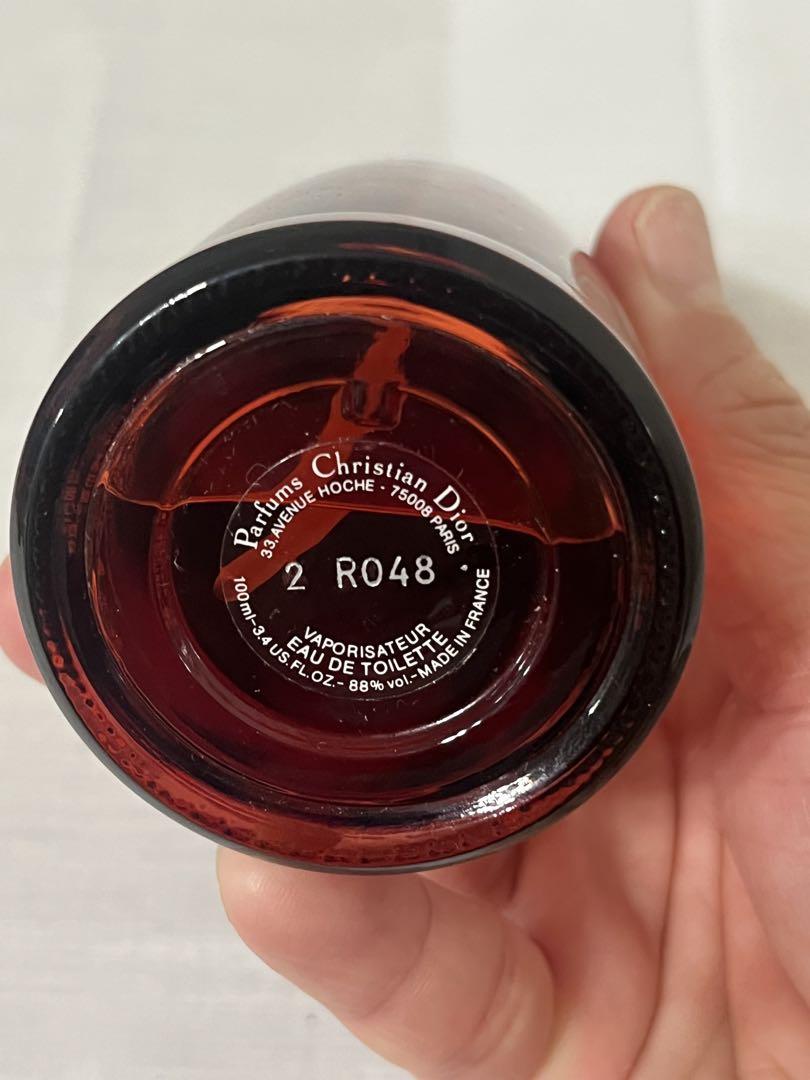 Parfums Christian Dior
33.AVENUE HOCHE - 75008 PARIS.
2 R048
VAPORISATEUR
EAU DE TOILETTE
100ml-3.4 US.FL.OZ.- 88% vol.-MADE IN FRANCE